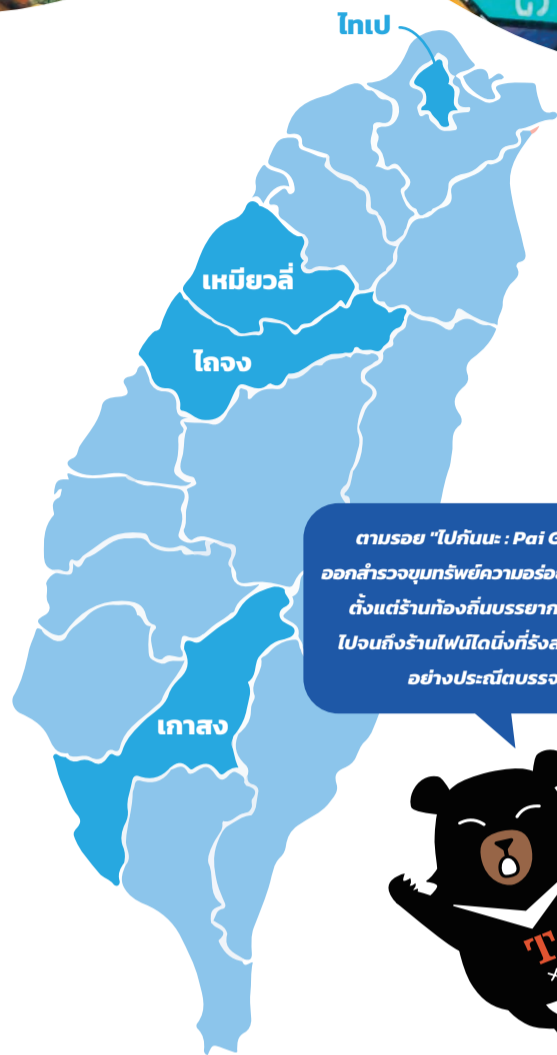 ไทเป
เหมียวลี่
ไถจง
ตามรอย "ไปกันนะ : Pai G
ออกสำรวจขุมทรัพย์ความอร่อ
ตั้งแต่ร้านท้องถิ่นบรรยาก
ไปจนถึงร้านไฟน์ไดนิ่งที่รังส
อย่างประณีตบรรจ
เกาสง
T